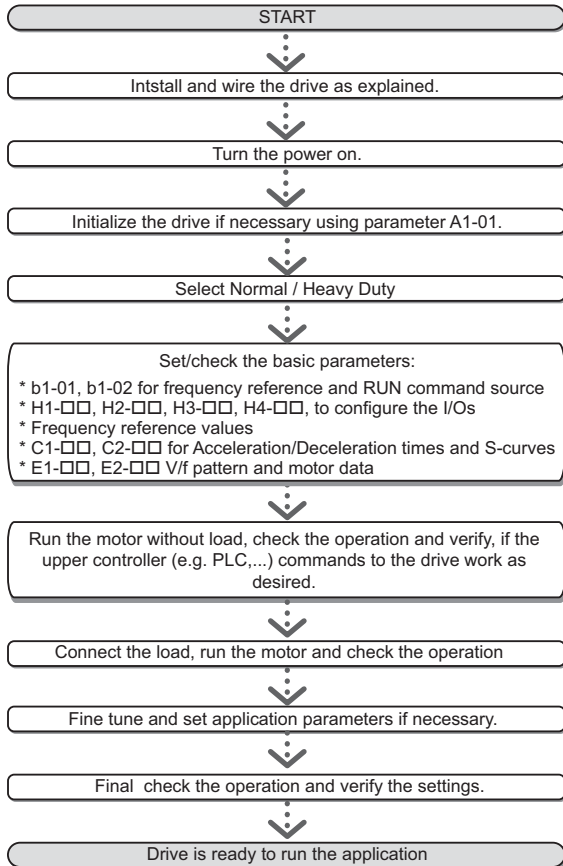 START
Intstall and wire the drive as explained.
Turn the power on.
Initialize the drive if necessary using parameter A1-01.
Select Normal / Heavy Duty
Set/check the basic parameters:
* b1-01, b1-02 for frequency reference and RUN command source
* H1-□□, H2-□□, H3-□□, H4-□□, to configure the I/Os
* Frequency reference values
* C1-□□, C2-□□ for Acceleration/Deceleration times and S-curves
* E1-□□, E2-□□ V/f pattern and motor data
Run the motor without load, check the operation and verify, if the
upper controller (e.g. PLC,...) commands to the drive work as
desired.
Connect the load, run the motor and check the operation
Fine tune and set application parameters if necessary.
Final check the operation and verify the settings.
Drive is ready to run the application